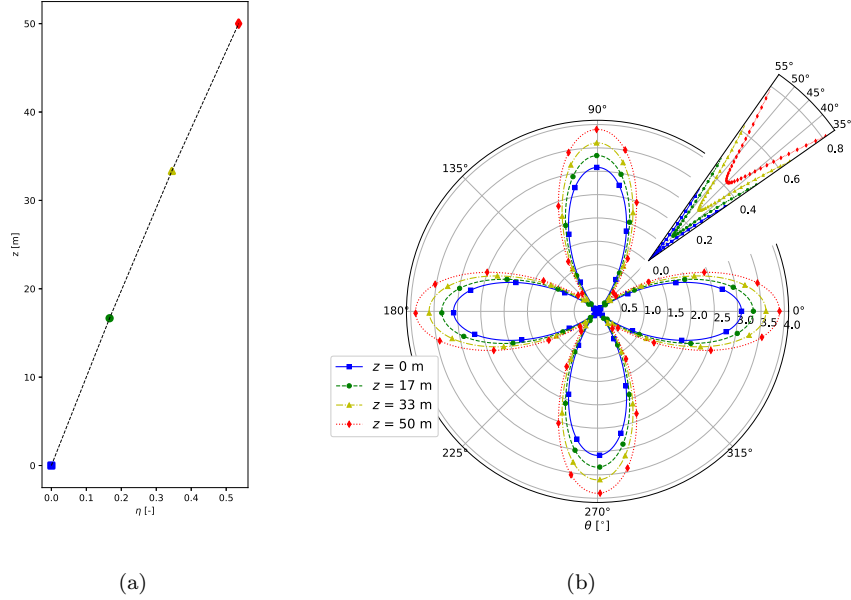 50
40
30
20
10
0
z [m]
0.0 0.1 0.2 0.3 0.4 0.5
η [-]
(a)
55°
50°
45°
40°
35°
0.8
0.6
0.4
0.2
0.0
90°
135°
180°
0°
0.5 1.0 1.5 2.0 2.5 3.0 3.5 4.0
z = 0 m
z = 17 m
z = 33 m
z = 50 m
225°
315°
270°
θ [°]
(b)